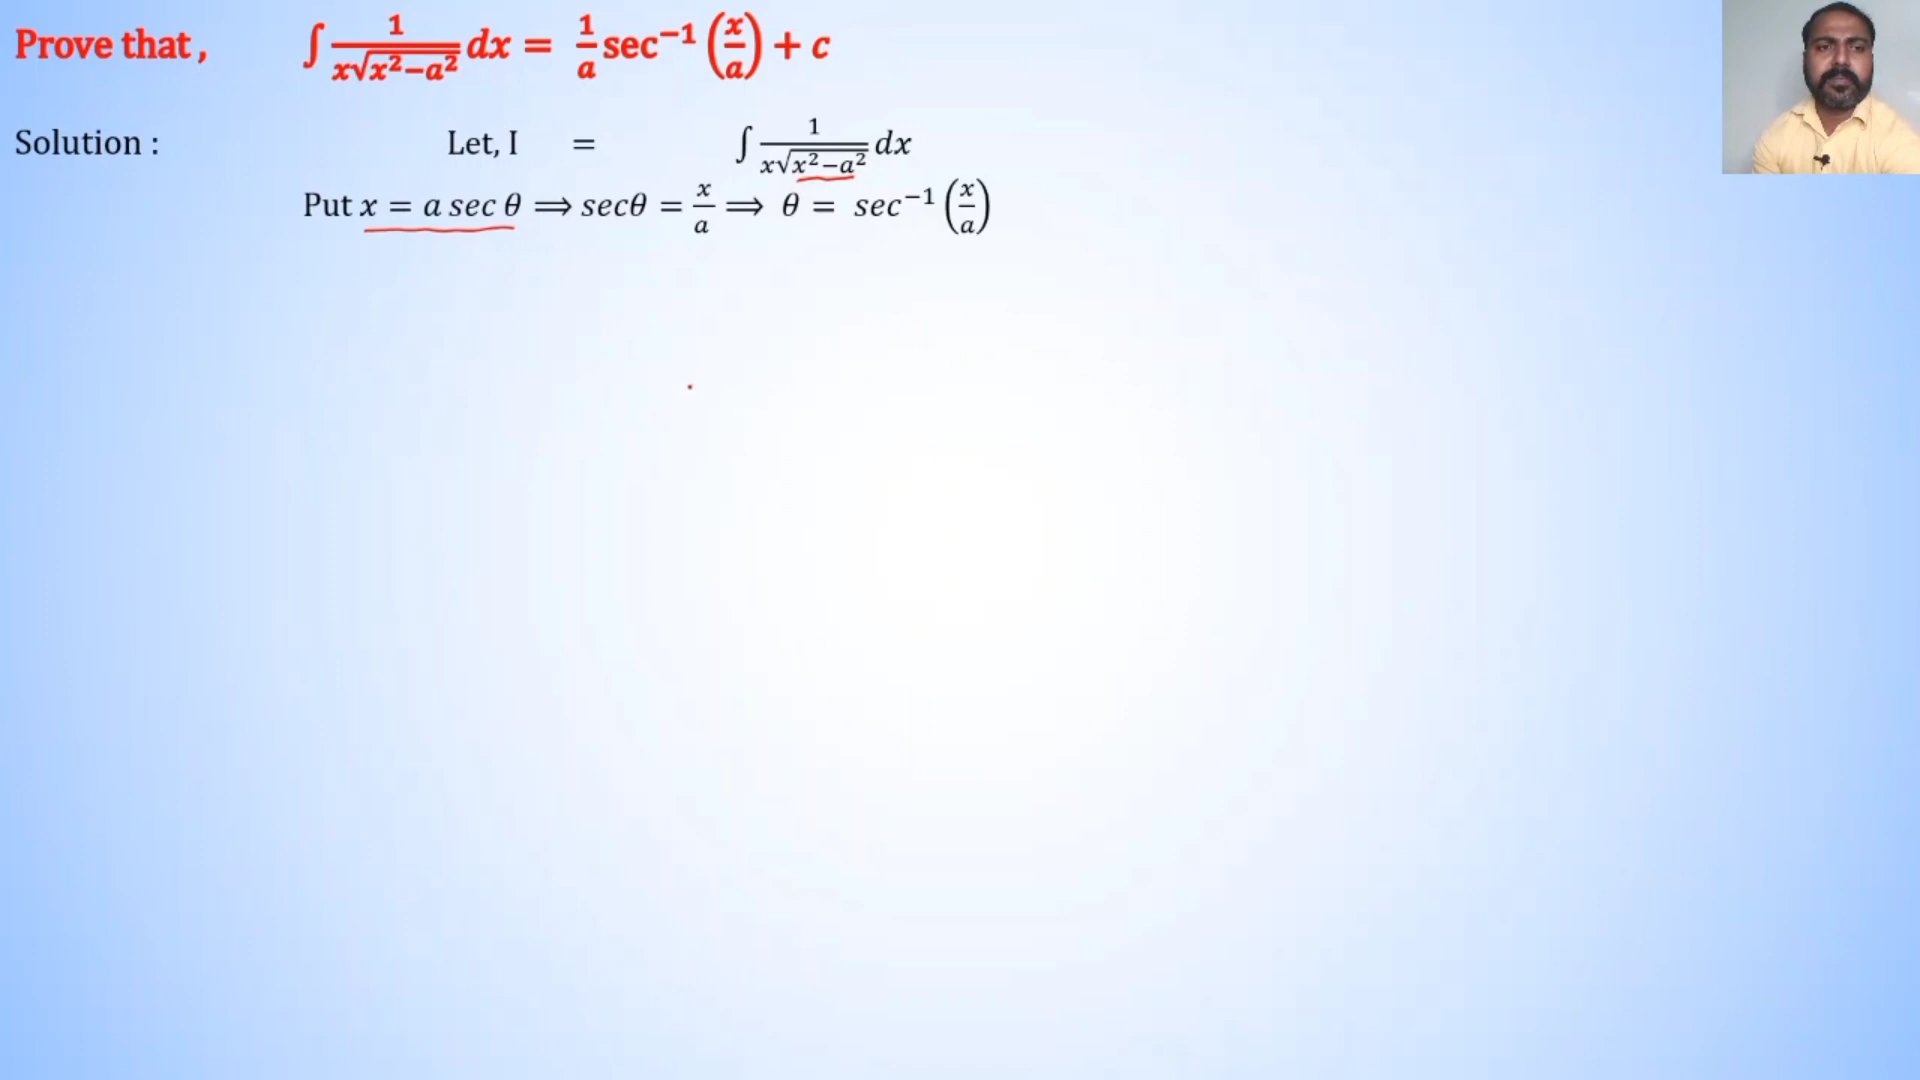 Prove that , ∫ 1/(x√(x²−a²)) dx = 1/a sec⁻¹ (x/a) + c
Solution : Let, I = ∫ 1/(x√(x²−a²)) dx
Put x = a sec θ ⟹ secθ = x/a ⟹ θ = sec⁻¹ (x/a)